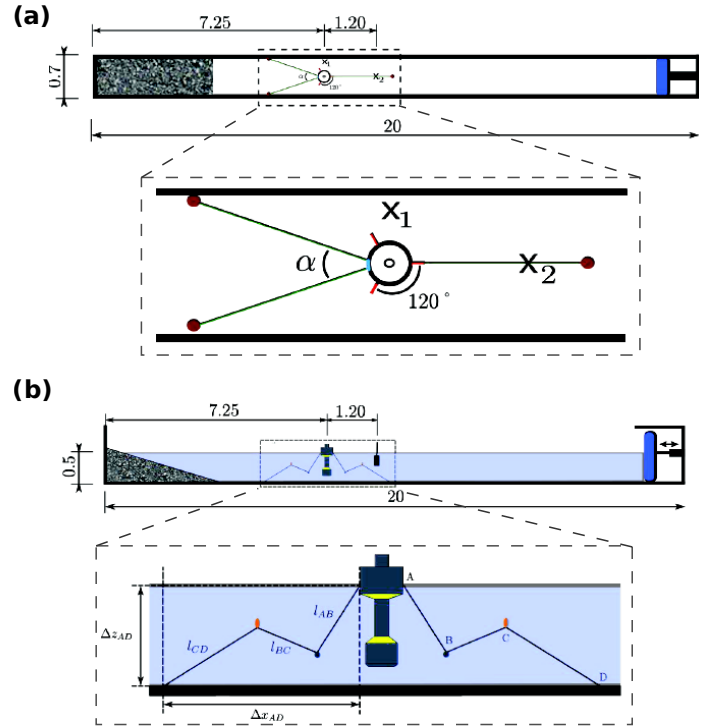 (a)
7.25
1.20
0.7
x₁
α
120°
x₂
20
x₁
α
x₂
120°
(b)
7.25
1.20
0.5
20
A
l_AB
Δz_AD
l_CD
l_BC
B
C
D
Δx_AD